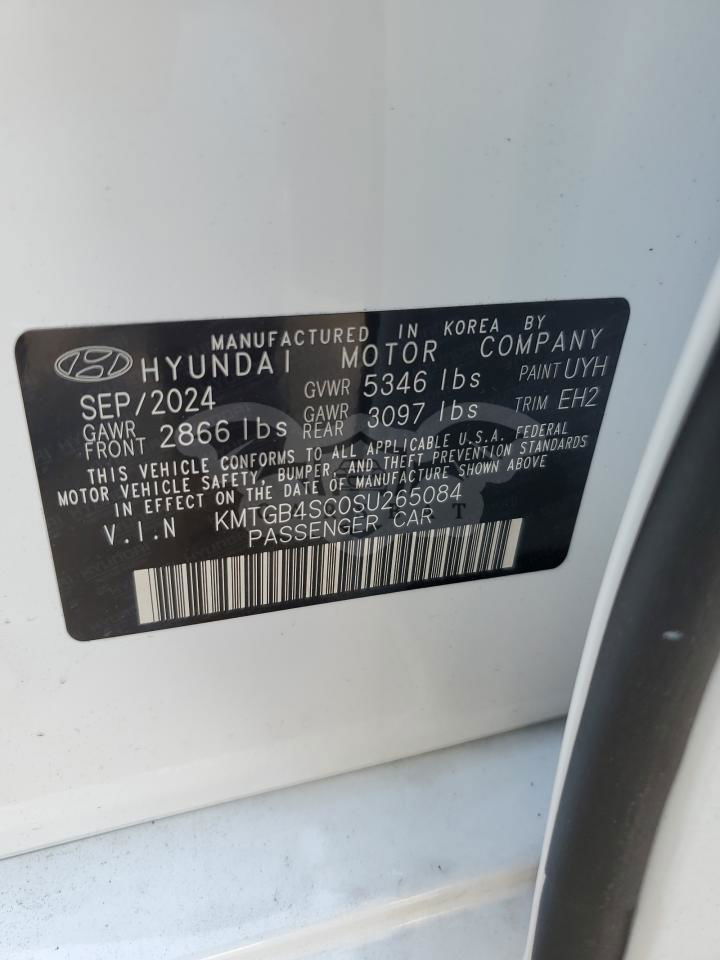 MANUFACTURED IN KOREA BY
HYUNDAI MOTOR COMPANY
SEP/2024 GVWR 5346 lbs PAINT UYH
GAWR FRONT 2866 lbs GAWR REAR 3097 lbs TRIM EH2
THIS VEHICLE CONFORMS TO ALL APPLICABLE U.S.A. FEDERAL
MOTOR VEHICLE SAFETY, BUMPER, AND THEFT PREVENTION STANDARDS
IN EFFECT ON THE DATE OF MANUFACTURE SHOWN ABOVE
V.I.N KMTGB4SC0SU265084
PASSENGER CAR